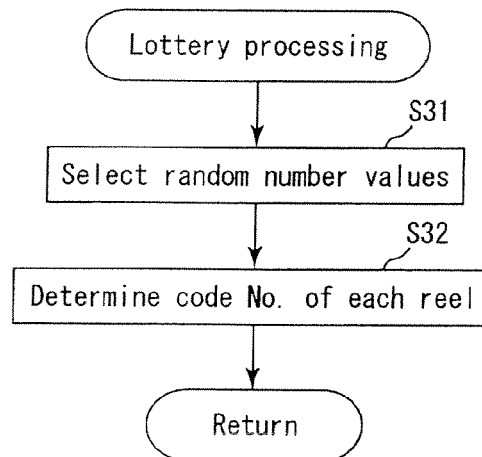 Lottery processing
S31
Select random number values
S32
Determine code No. of each reel
Return